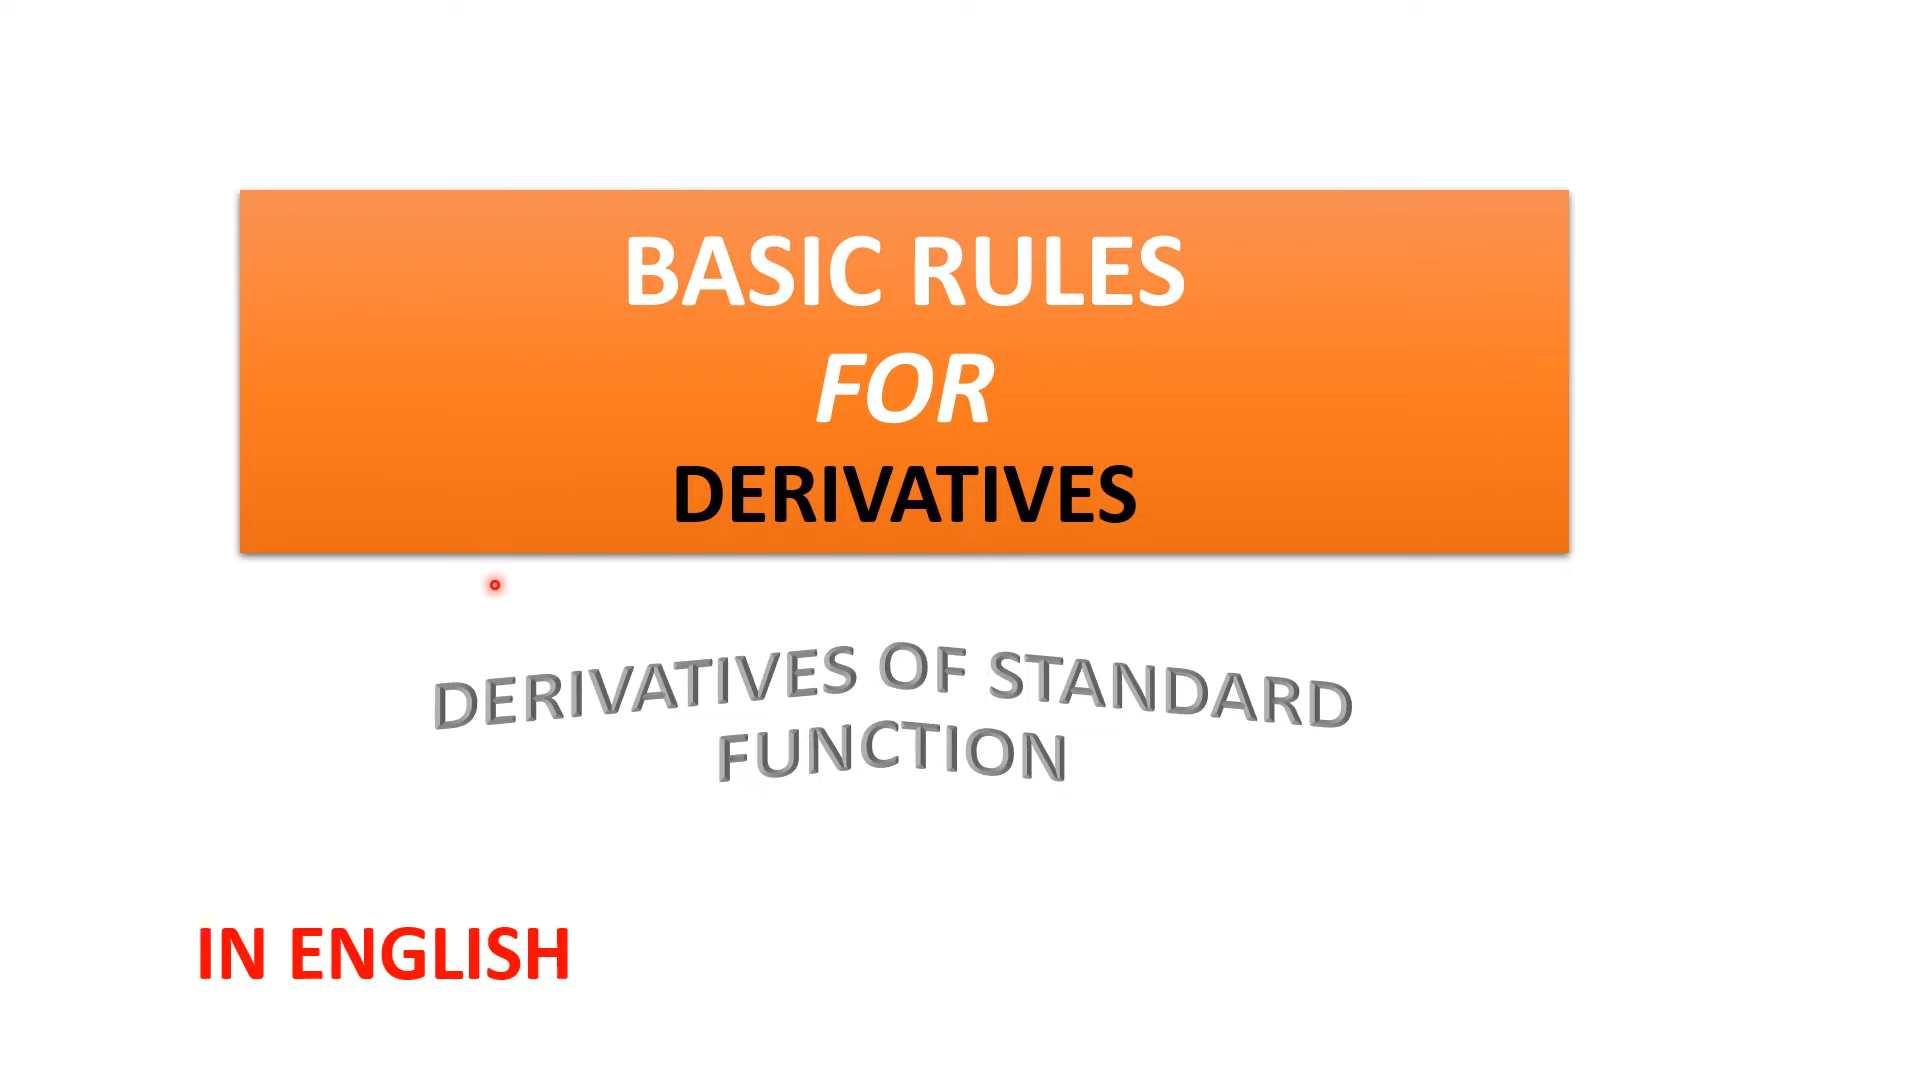 BASIC RULES
FOR
DERIVATIVES
DERIVATIVES OF STANDARD
FUNCTION
IN ENGLISH